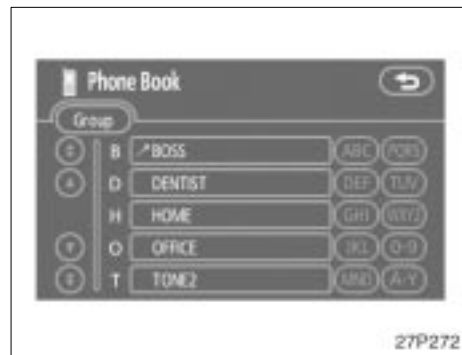 Phone Book
Group
B BOSS ABC PQRS
D DENTIST DEF TUV
H HOME GHI WXYZ
O OFFICE JKL 0-9
T TONE2 MNO
27P272